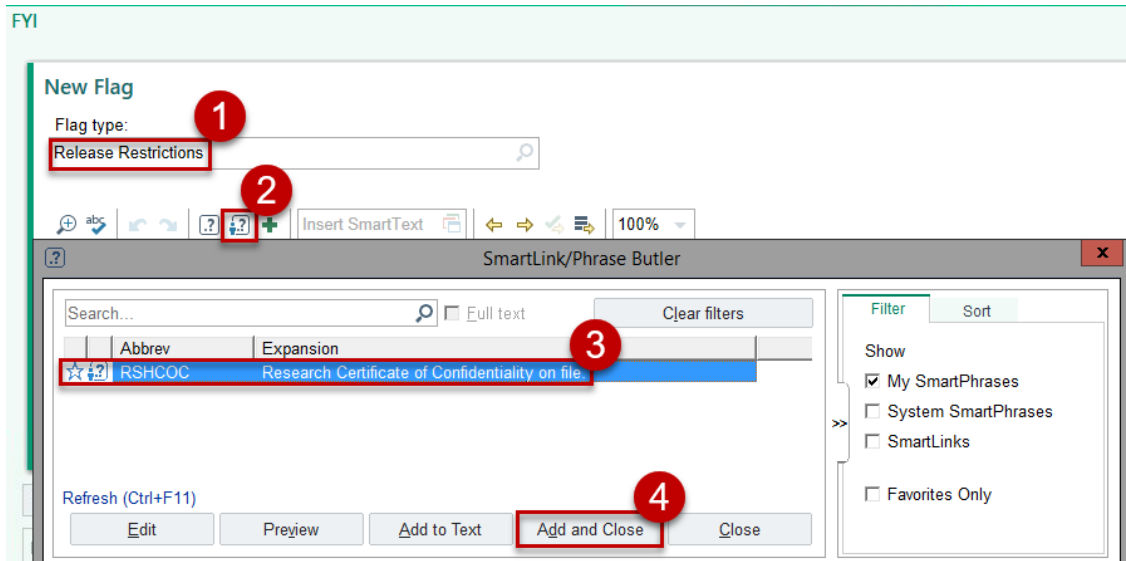 FYI
New Flag
1
Flag type:
Release Restrictions
2
abc
.?
.?
Insert SmartText
100%
.?
SmartLink/Phrase Butler
x
Search...
Full text
Clear filters
Filter
Sort
Abbrev
Expansion
3
RSHCOC
Research Certificate of Confidentiality on file.
Show
My SmartPhrases
System SmartPhrases
SmartLinks
>>
Favorites Only
Refresh (Ctrl+F11)
4
Edit
Preview
Add to Text
Add and Close
Close